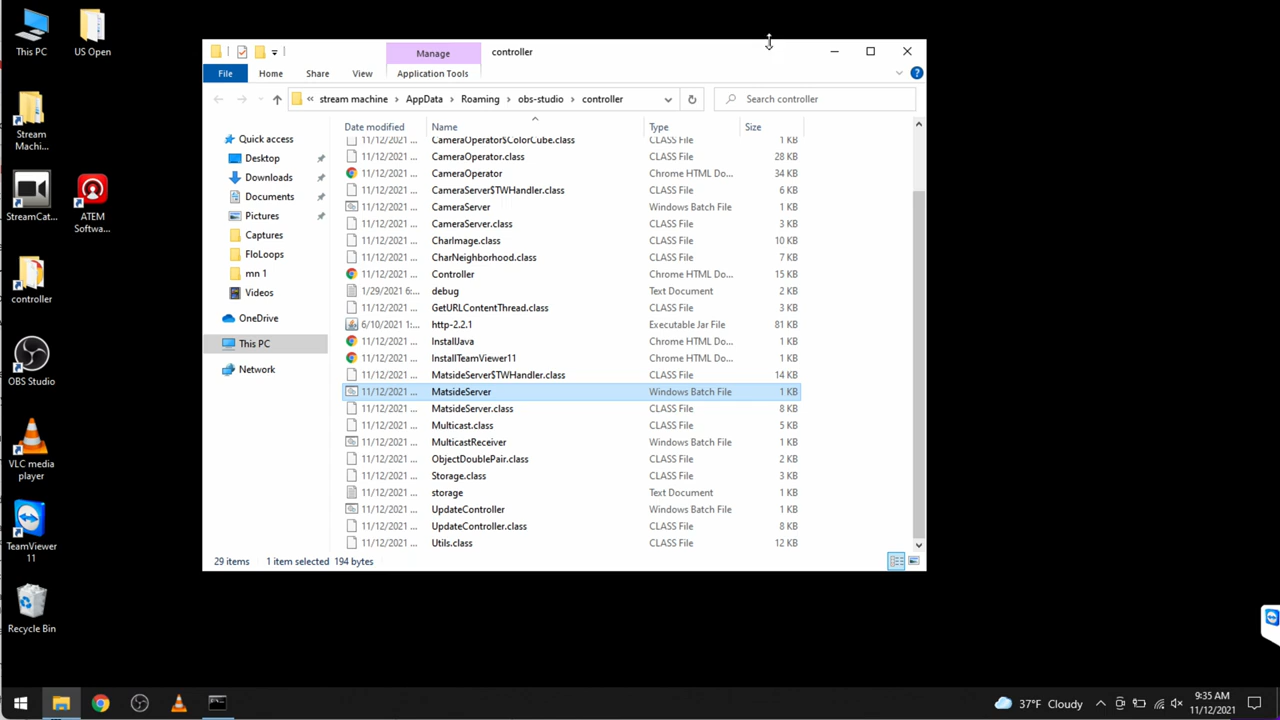 This PC
US Open
Stream
Machi...
StreamCat...
ATEM
Softwa...
controller
OBS Studio
VLC media
player
TeamViewer
11
Recycle Bin
Manage
controller
File
Home
Share
View
Application Tools
« stream machine > AppData > Roaming > obs-studio > controller
Search controller
Quick access
Desktop
Downloads
Documents
Pictures
Captures
FloLoops
mn 1
Videos
OneDrive
This PC
Network
Date modified Name Type Size
11/12/2021 ... CameraOperator$ColorCube.class CLASS File 1 KB
11/12/2021 ... CameraOperator.class CLASS File 28 KB
11/12/2021 ... CameraOperator Chrome HTML Do... 34 KB
11/12/2021 ... CameraServer$TWHandler.class CLASS File 6 KB
11/12/2021 ... CameraServer Windows Batch File 1 KB
11/12/2021 ... CameraServer.class CLASS File 3 KB
11/12/2021 ... CharImage.class CLASS File 10 KB
11/12/2021 ... CharNeighborhood.class CLASS File 7 KB
11/12/2021 ... Controller Chrome HTML Do... 15 KB
1/29/2021 6:... debug Text Document 2 KB
11/12/2021 ... GetURLContentThread.class CLASS File 3 KB
6/10/2021 1:... http-2.2.1 Executable Jar File 81 KB
11/12/2021 ... InstallJava Chrome HTML Do... 1 KB
11/12/2021 ... InstallTeamViewer11 Chrome HTML Do... 1 KB
11/12/2021 ... MatsideServer$TWHandler.class CLASS File 14 KB
11/12/2021 ... MatsideServer Windows Batch File 1 KB
11/12/2021 ... MatsideServer.class CLASS File 8 KB
11/12/2021 ... Multicast.class CLASS File 5 KB
11/12/2021 ... MulticastReceiver Windows Batch File 1 KB
11/12/2021 ... ObjectDoublePair.class CLASS File 2 KB
11/12/2021 ... Storage.class CLASS File 3 KB
11/12/2021 ... storage Text Document 1 KB
11/12/2021 ... UpdateController Windows Batch File 1 KB
11/12/2021 ... UpdateController.class CLASS File 8 KB
11/12/2021 ... Utils.class CLASS File 12 KB
29 items 1 item selected 194 bytes
37°F Cloudy
9:35 AM
11/12/2021